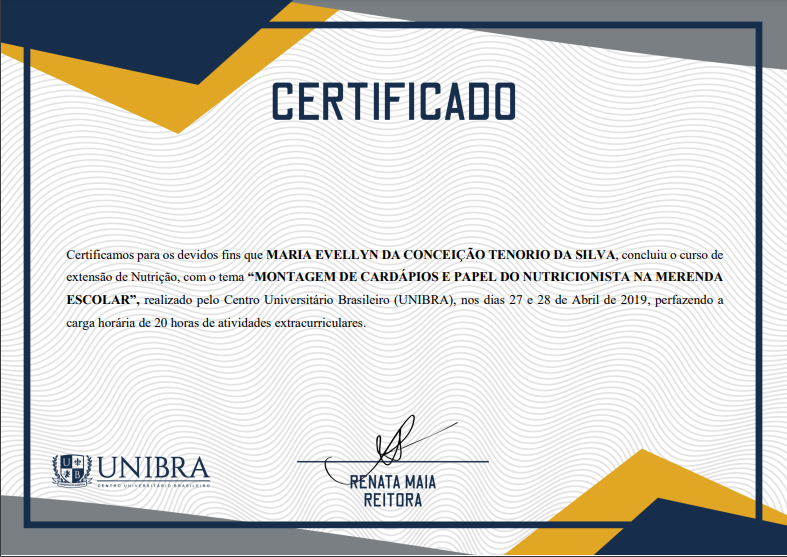 CERTIFICADO
Certificamos para os devidos fins que MARIA EVELLYN DA CONCEIÇÃO TENORIO DA SILVA, concluiu o curso de
extensão de Nutrição, com o tema “MONTAGEM DE CARDÁPIOS E PAPEL DO NUTRICIONISTA NA MERENDA
ESCOLAR”, realizado pelo Centro Universitário Brasileiro (UNIBRA), nos dias 27 e 28 de Abril de 2019, perfazendo a
carga horária de 20 horas de atividades extracurriculares.
U
B
UNIBRA
CENTRO UNIVERSITÁRIO BRASILEIRO
RENATA MAIA
REITORA